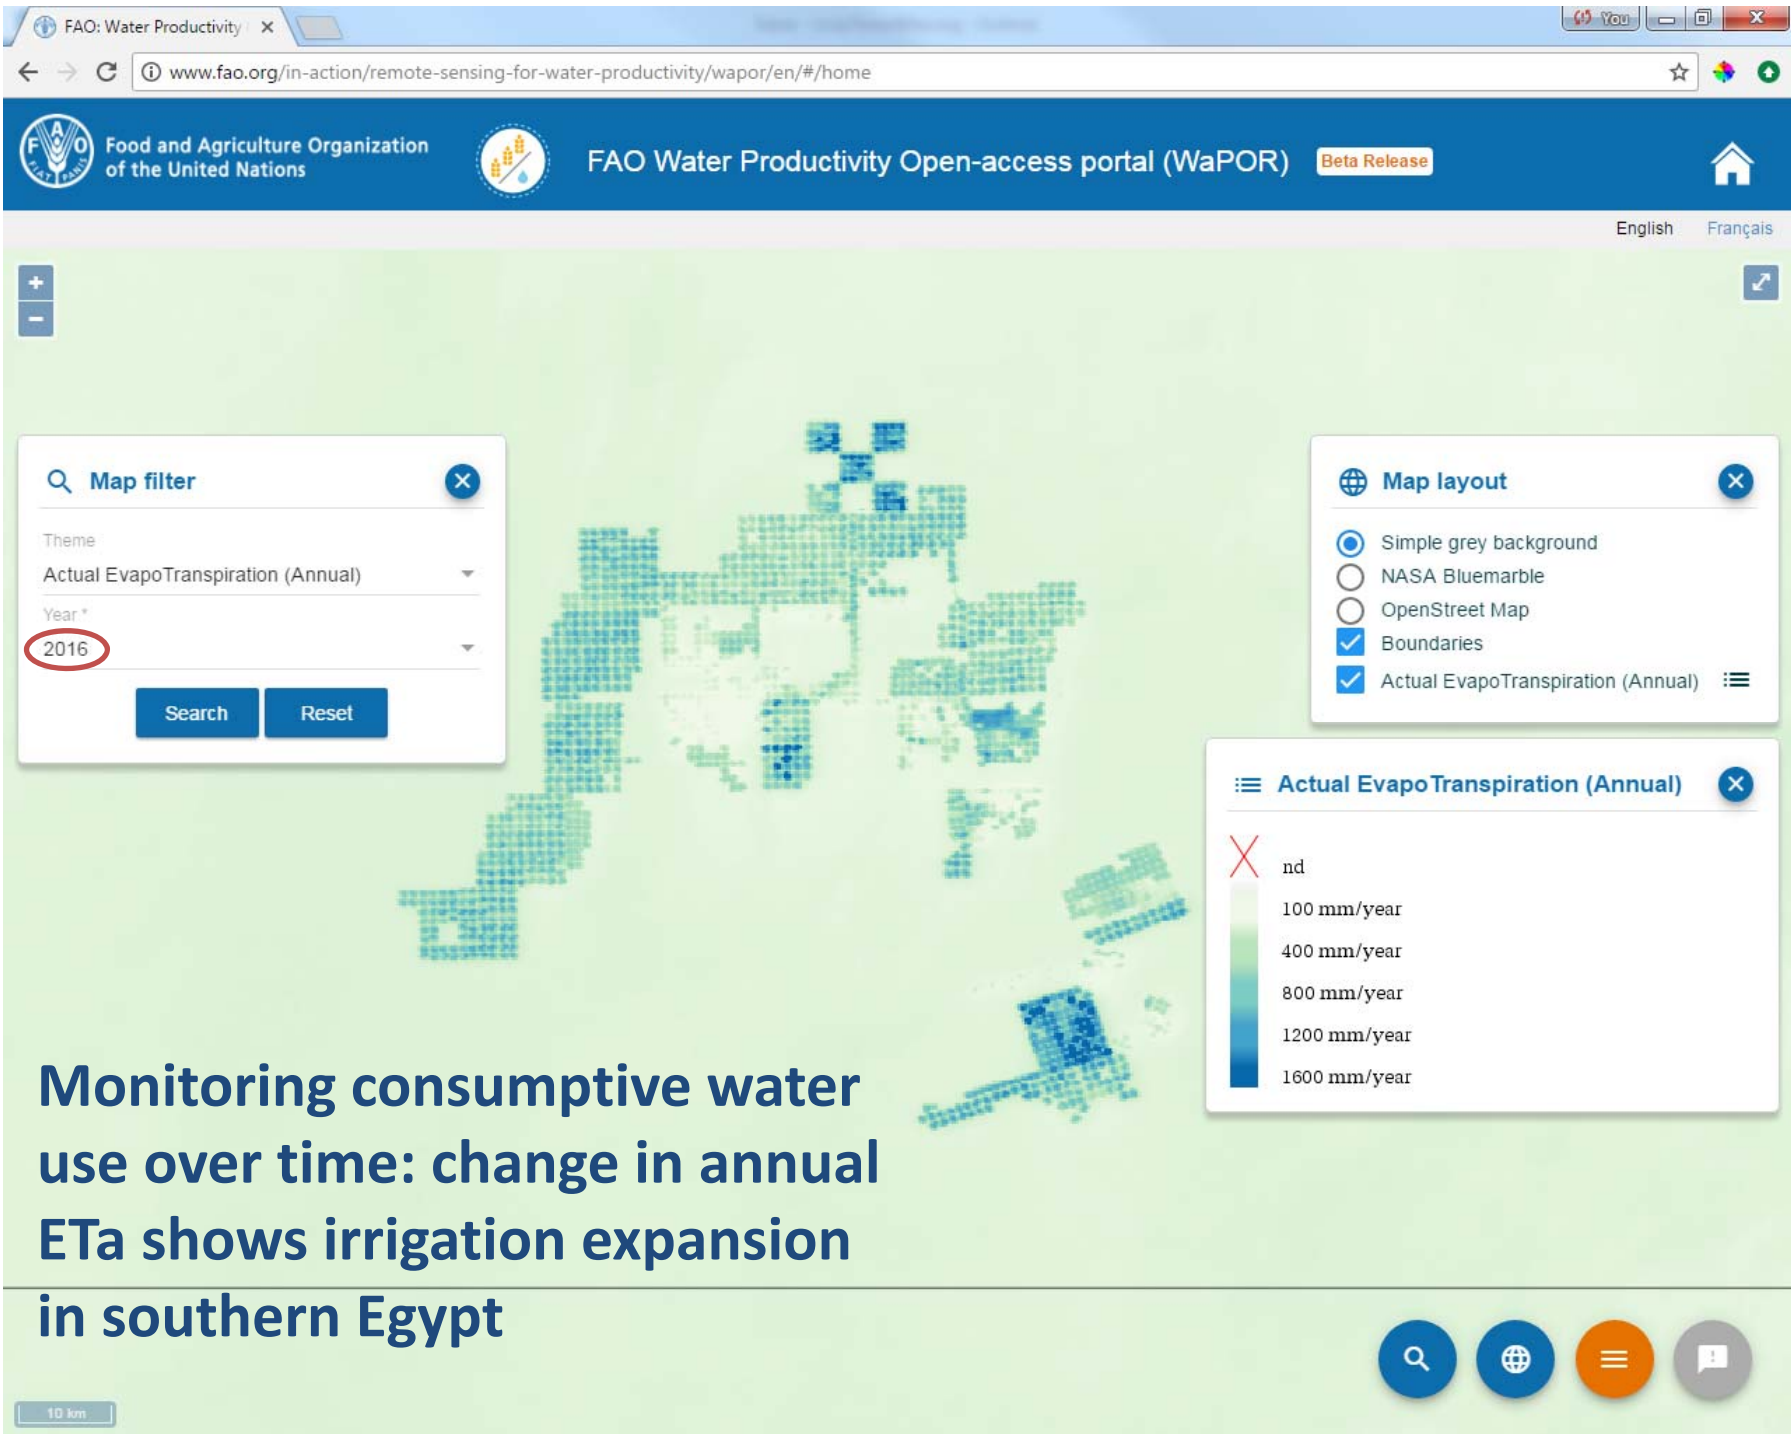 FAO: Water Productivity
You
www.fao.org/in-action/remote-sensing-for-water-productivity/wapor/en/#/home
Food and Agriculture Organization
of the United Nations
FAO Water Productivity Open-access portal (WaPOR)
Beta Release
English Français
Map filter
Theme
Actual EvapoTranspiration (Annual)
Year *
2016
Search Reset
Map layout
Simple grey background
NASA Bluemarble
OpenStreet Map
Boundaries
Actual EvapoTranspiration (Annual)
Actual EvapoTranspiration (Annual)
nd
100 mm/year
400 mm/year
800 mm/year
1200 mm/year
1600 mm/year
Monitoring consumptive water
use over time: change in annual
ETa shows irrigation expansion
in southern Egypt
10 km